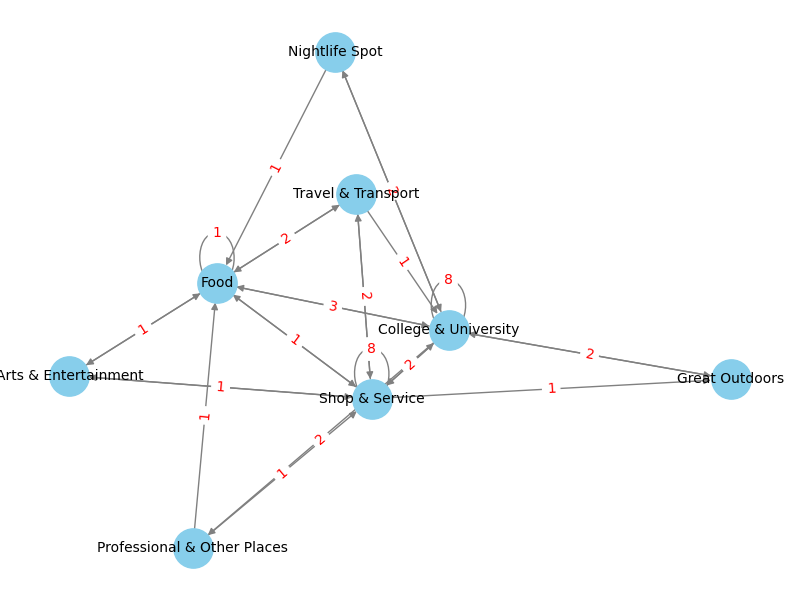 Nightlife Spot
1
Travel & Transport
1
2
1
Food
8
3
College & University
2
1
1
8
2
2
Arts & Entertainment
1
Great Outdoors
1
Shop & Service
1
2
1
Professional & Other Places